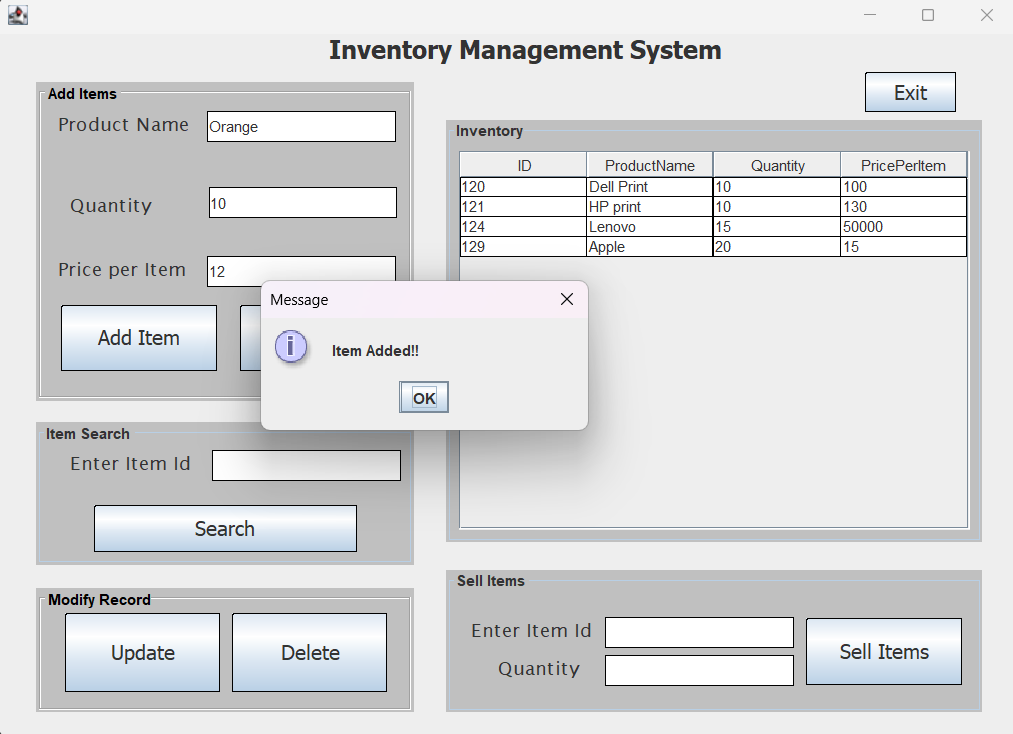 Inventory Management System
Exit
Add Items
Product Name Orange
Quantity 10
Price per Item 12
Add Item
Message
Item Added!!
OK
Inventory
ID ProductName Quantity PricePerItem
120 Dell Print 10 100
121 HP print 10 130
124 Lenovo 15 50000
129 Apple 20 15
Item Search
Enter Item Id
Search
Modify Record
Update Delete
Sell Items
Enter Item Id
Quantity
Sell Items